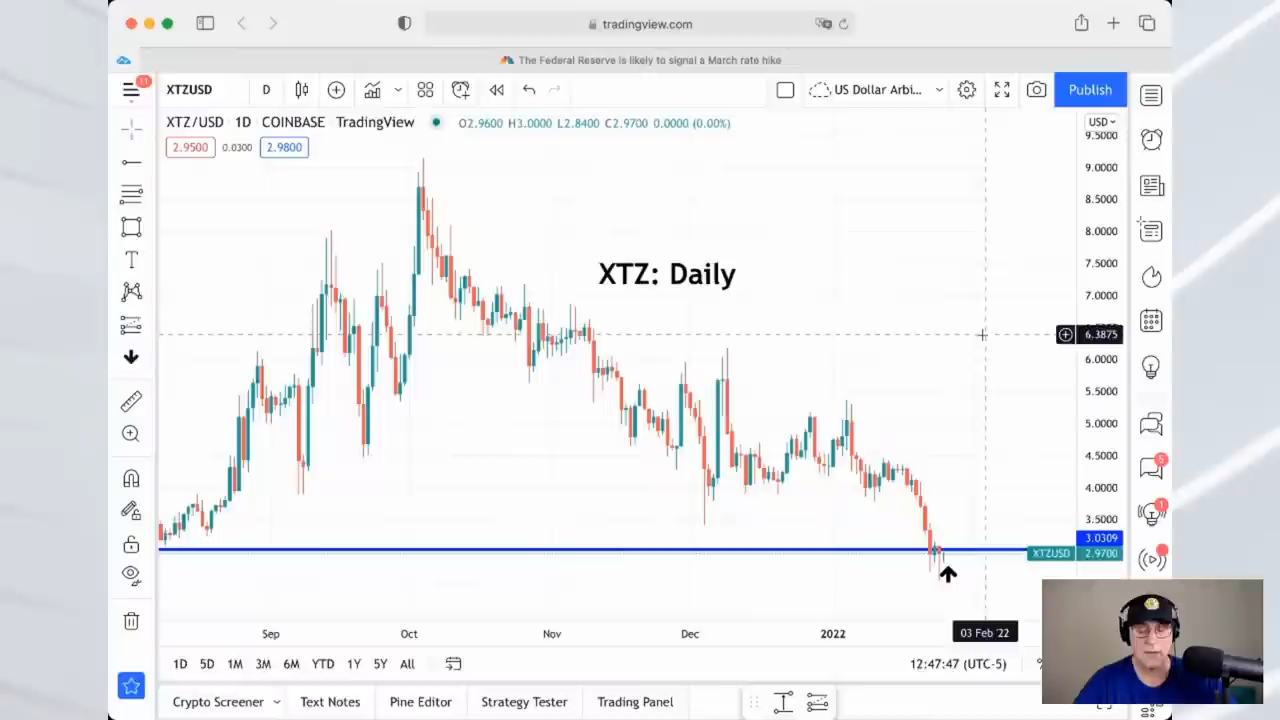 tradingview.com
The Federal Reserve is likely to signal a March rate hike
11
XTZUSD D US Dollar Arbi... Publish
XTZ/USD 1D COINBASE TradingView O2.9600 H3.0000 L2.8400 C2.9700 0.0000 (0.00%)
USD
2.9500 0.0300 2.9800
9.5000
9.0000
8.5000
8.0000
XTZ: Daily
7.5000
7.0000
6.3875
6.0000
5.5000
5.0000
4.5000
5
4.0000
1
3.5000
3.0309
XTZUSD 2.9700
Sep Oct Nov Dec 2022 03 Feb '22
1D 5D 1M 3M 6M YTD 1Y 5Y All 12:47:47 (UTC-5) %
Crypto Screener Text Notes Pine Editor Strategy Tester Trading Panel